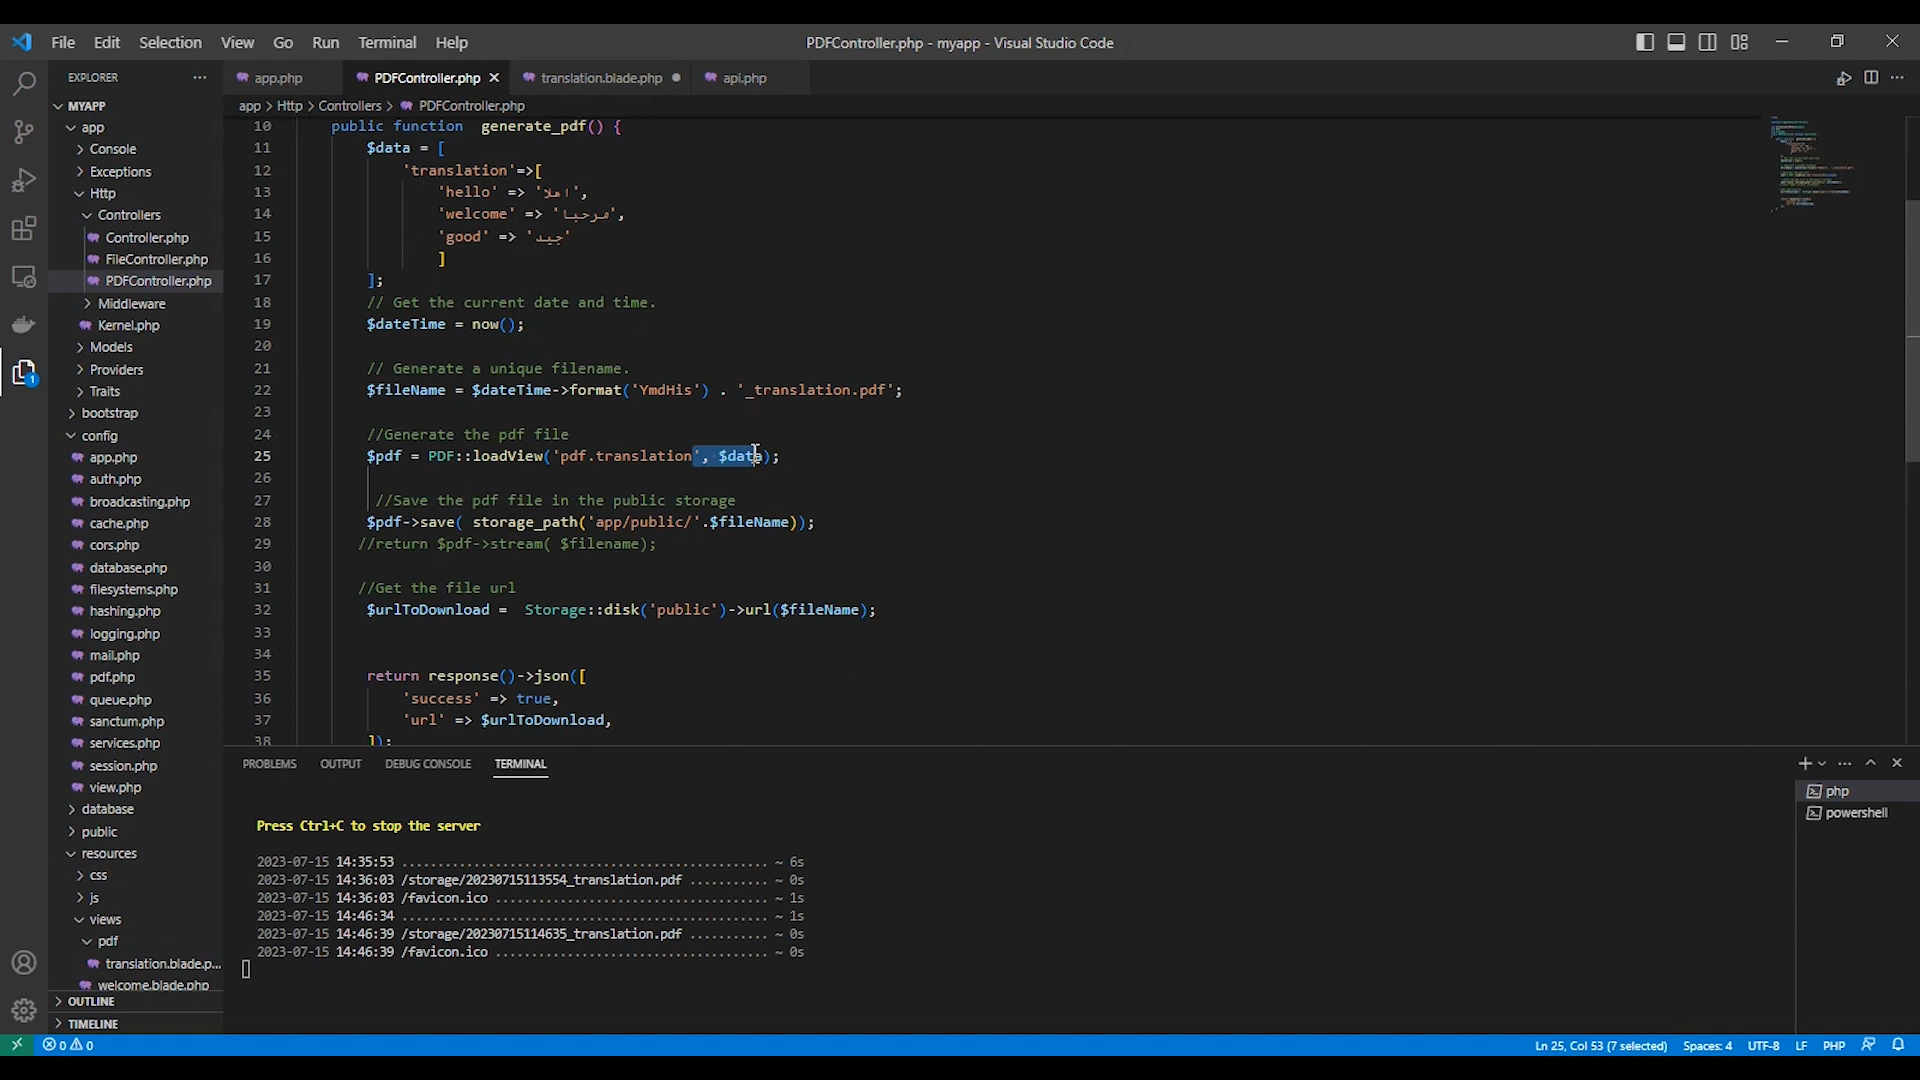 File Edit Selection View Go Run Terminal Help
PDFController.php - myapp - Visual Studio Code
EXPLORER
app.php
PDFController.php
translation.blade.php
api.php
MYAPP
app
Console
Exceptions
Http
Controllers
Controller.php
FileController.php
PDFController.php
Middleware
Kernel.php
Models
Providers
Traits
bootstrap
config
app.php
auth.php
broadcasting.php
cache.php
cors.php
database.php
filesystems.php
hashing.php
logging.php
mail.php
pdf.php
queue.php
sanctum.php
services.php
session.php
view.php
database
public
resources
css
js
views
pdf
translation.blade.p...
welcome.blade.php
OUTLINE
TIMELINE
app > Http > Controllers > PDFController.php
10 public function generate_pdf() {
11 $data = [
12 'translation'=>[
13 'hello' => 'اهلا',
14 'welcome' => 'مرحبا',
15 'good' => 'جيد'
16 ]
17 ];
18 // Get the current date and time.
19 $dateTime = now();
20
21 // Generate a unique filename.
22 $fileName = $dateTime->format('YmdHis') . '_translation.pdf';
23
24 //Generate the pdf file
25 $pdf = PDF::loadView('pdf.translation', $data);
26
27 //Save the pdf file in the public storage
28 $pdf->save( storage_path('app/public/'.$fileName));
29 //return $pdf->stream( $filename);
30
31 //Get the file url
32 $urlToDownload = Storage::disk('public')->url($fileName);
33
34
35 return response()->json([
36 'success' => true,
37 'url' => $urlToDownload,
38 ]);
PROBLEMS OUTPUT DEBUG CONSOLE TERMINAL
php
powershell
Press Ctrl+C to stop the server
2023-07-15 14:35:53 ................................................... ~ 6s
2023-07-15 14:36:03 /storage/20230715113554_translation.pdf ........... ~ 0s
2023-07-15 14:36:03 /favicon.ico ...................................... ~ 1s
2023-07-15 14:46:34 ................................................... ~ 1s
2023-07-15 14:46:39 /storage/20230715114635_translation.pdf ........... ~ 0s
2023-07-15 14:46:39 /favicon.ico ...................................... ~ 0s
0 0
Ln 25, Col 53 (7 selected) Spaces: 4 UTF-8 LF PHP
1